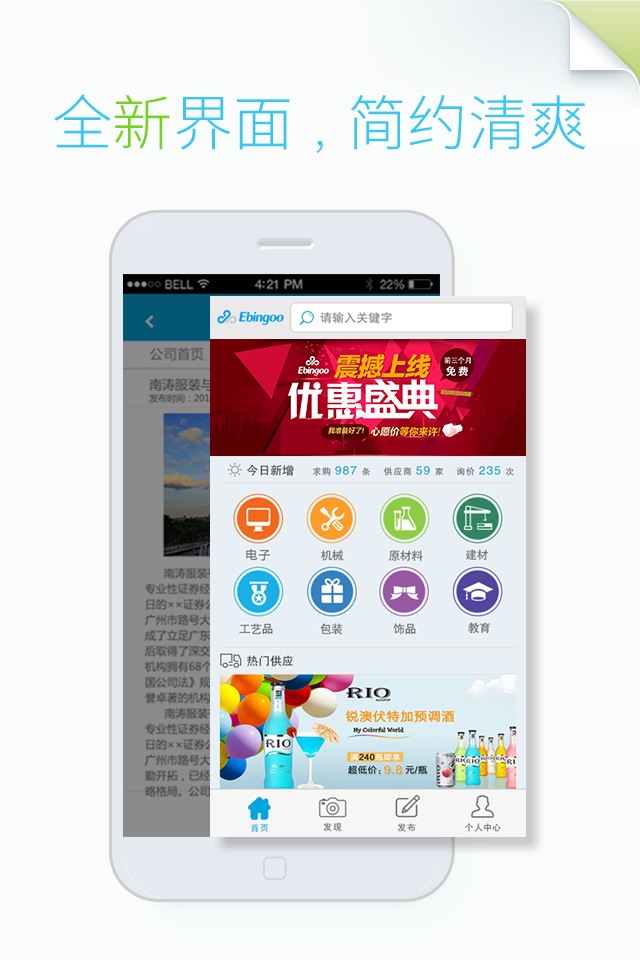 全新界面，简约清爽
BELL 4:21 PM 22%
Ebingoo 请输入关键字
公司首页
南涛服装与
发布时间：201
Ebingoo 震撼上线 前三个月
免费
优惠盛典
我准备好了! 心愿价等你来许!
今日新增 求购 987 条 供应商 59 家 询价 235 次
电子 机械 原材料 建材
工艺品 包装 饰品 教育
热门供应
RIO
锐澳伏特加预调酒
My Colorful World
RIO
满240瓶即享
超低价：9.8 元/瓶
南涛服装
专业性证券经
日的××证券公
广州市路号大
成了立足广东
后取得了深交
机构拥有68个
国公司法》规
誉卓著的机构
南涛服装
专业性证券经
日的××证券公
广州市路号大
勤开拓，已经
略格局。公司
首页 发现 发布 个人中心